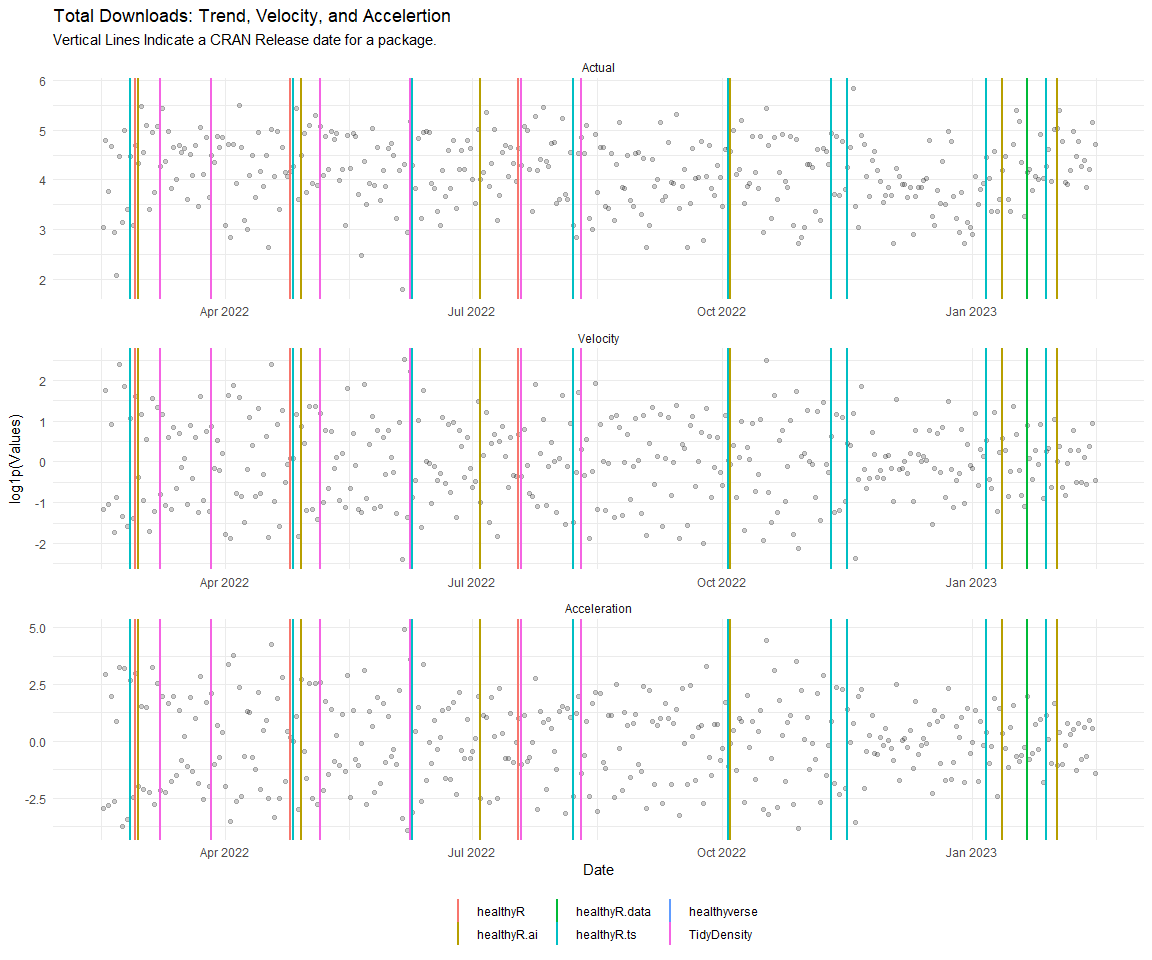 Total Downloads: Trend, Velocity, and Accelertion
Vertical Lines Indicate a CRAN Release date for a package.
Actual
6
5
4
3
2
Apr 2022 Jul 2022 Oct 2022 Jan 2023
Velocity
2
1
0
-1
-2
Apr 2022 Jul 2022 Oct 2022 Jan 2023
log1p(Values)
Acceleration
5.0
2.5
0.0
-2.5
Apr 2022 Jul 2022 Oct 2022 Jan 2023
Date
healthyR healthyR.data healthyverse
healthyR.ai healthyR.ts TidyDensity